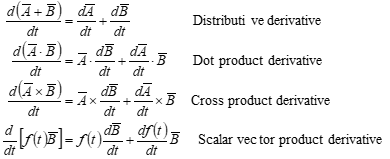 d(A̅ + B̅)/dt = dA̅/dt + dB̅/dt Distributi ve derivative
d(A̅ · B̅)/dt = A̅ · dB̅/dt + dA̅/dt · B̅ Dot product derivative
d(A̅ × B̅)/dt = A̅ × dB̅/dt + dA̅/dt × B̅ Cross product derivative
d/dt [f(t)B̅] = f(t) dB̅/dt + df(t)/dt B̅ Scalar vec tor product derivative